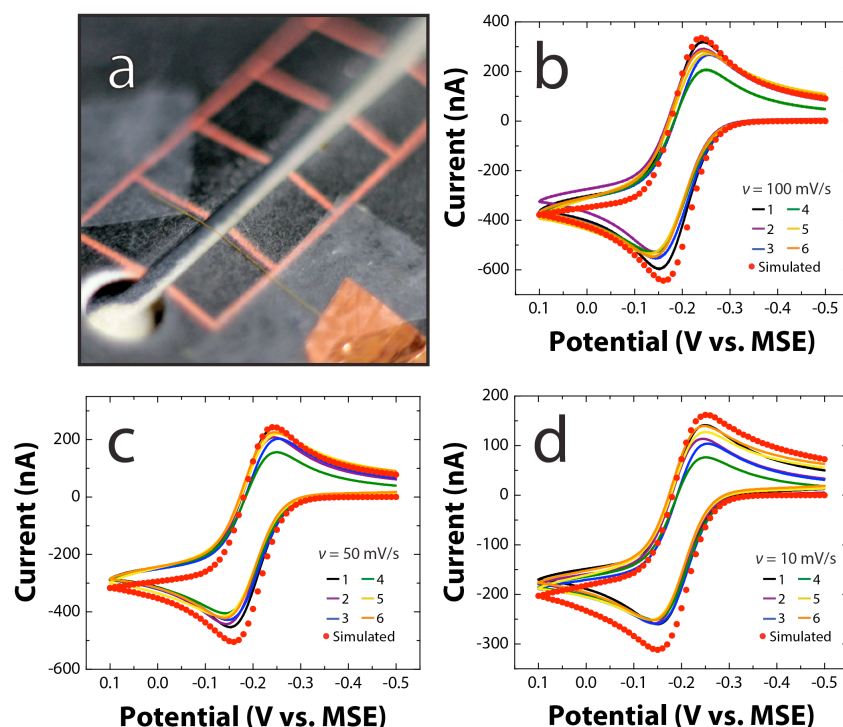 a
b
400
200
0
-200
-400
-600
Current (nA)
ν = 100 mV/s
1 4
2 5
3 6
Simulated
0.1 0.0 -0.1 -0.2 -0.3 -0.4 -0.5
Potential (V vs. MSE)
c
200
0
-200
-400
-600
Current (nA)
ν = 50 mV/s
1 4
2 5
3 6
Simulated
0.1 0.0 -0.1 -0.2 -0.3 -0.4 -0.5
Potential (V vs. MSE)
d
200
150
100
50
0
-50
-100
-150
-200
-250
-300
Current (nA)
ν = 10 mV/s
1 4
2 5
3 6
Simulated
0.1 0.0 -0.1 -0.2 -0.3 -0.4 -0.5
Potential (V vs. MSE)